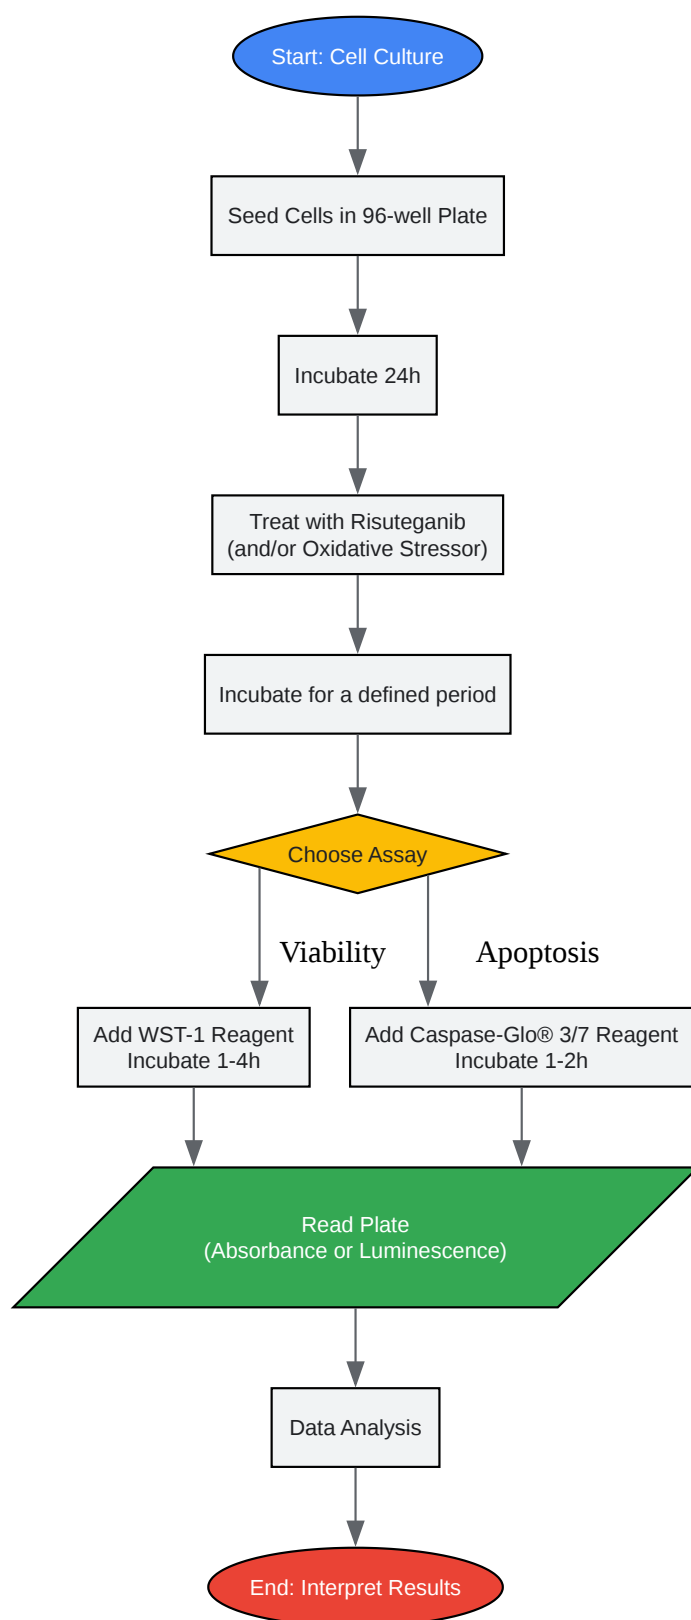 Start: Cell Culture
Seed Cells in 96-well Plate
Incubate 24h
Treat with Risuteganib
(and/or Oxidative Stressor)
Incubate for a defined period
Choose Assay
Viability
Apoptosis
Add WST-1 Reagent
Incubate 1-4h
Add Caspase-Glo® 3/7 Reagent
Incubate 1-2h
Read Plate
(Absorbance or Luminescence)
Data Analysis
End: Interpret Results